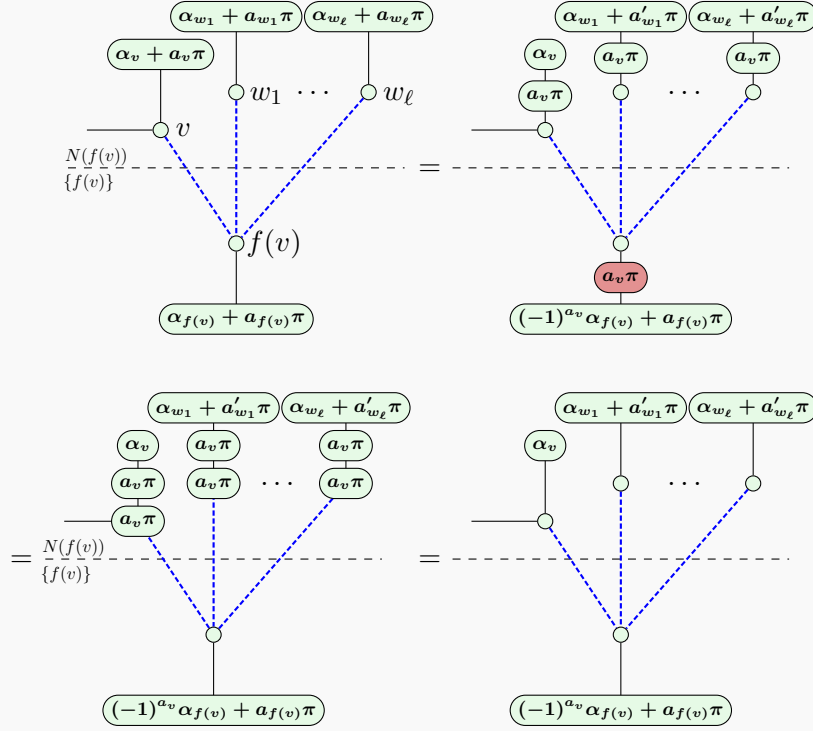 α_{w_1} + a_{w_1}π α_{w_ℓ} + a_{w_ℓ}π α_{w_1} + a'_{w_1}π α_{w_ℓ} + a'_{w_ℓ}π
α_v + a_vπ α_v a_vπ a_vπ
w_1 ⋯ w_ℓ a_vπ ⋯
v
N(f(v))
{f(v)}
=
f(v)
a_vπ
α_{f(v)} + a_{f(v)}π (-1)^{a_v}α_{f(v)} + a_{f(v)}π
α_{w_1} + a'_{w_1}π α_{w_ℓ} + a'_{w_ℓ}π α_{w_1} + a'_{w_1}π α_{w_ℓ} + a'_{w_ℓ}π
α_v a_vπ a_vπ α_v
a_vπ a_vπ ⋯ a_vπ ⋯
a_vπ
= N(f(v)) =
{f(v)}
(-1)^{a_v}α_{f(v)} + a_{f(v)}π (-1)^{a_v}α_{f(v)} + a_{f(v)}π